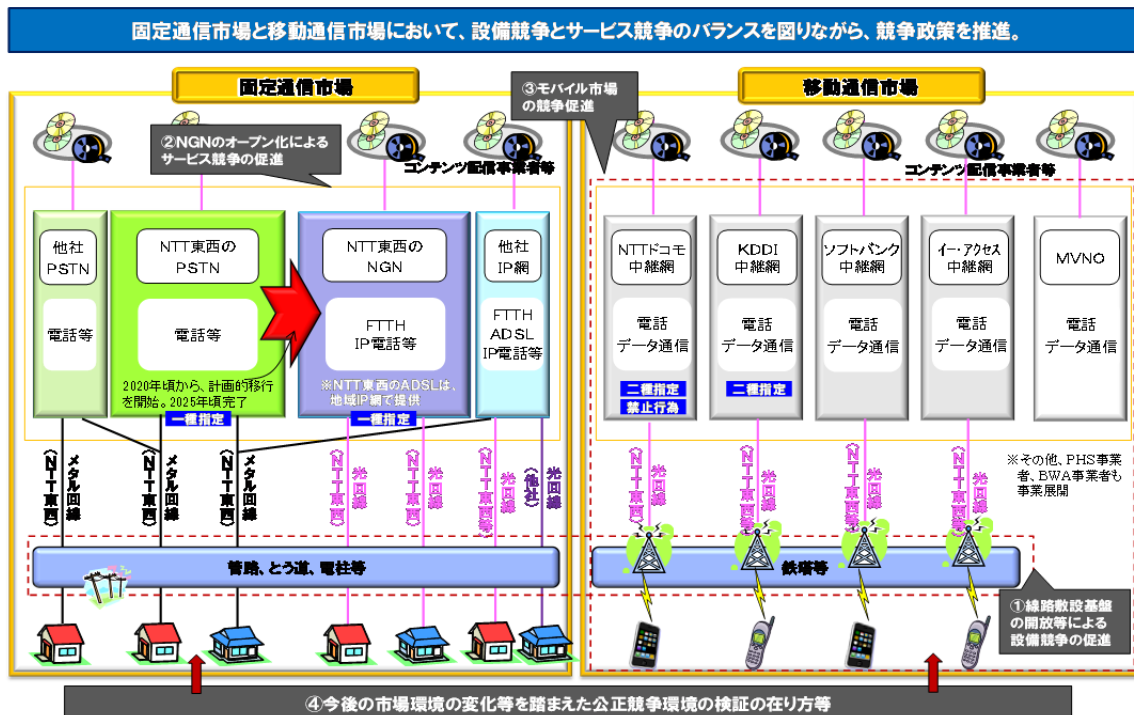 固定通信市場と移動通信市場において、設備競争とサービス競争のバランスを図りながら、競争政策を推進。
固定通信市場
③モバイル市場
の競争促進
移動通信市場
②NGNのオープン化による
サービス競争の促進
コンテンツ配信事業者等
コンテンツ配信事業者等
他社
PSTN
電話等
NTT東西の
PSTN
電話等
2020年頃から、計画的移行
を開始。2025年頃完了
一種指定
NTT東西の
NGN
FTTH
IP電話等
※NTT東西のADSLは、
地域IP網で提供
他社
IP網
FTTH
ADSL
IP電話等
NTTドコモ
中継網
電話
データ通信
二種指定
禁止行為
KDDI
中継網
電話
データ通信
二種指定
ソフトバンク
中継網
電話
データ通信
イー・アクセス
中継網
電話
データ通信
MVNO
メタル回線
(NTT東西)
メタル回線
(NTT東西)
メタル回線
(NTT東西)
光回線
(NTT東西)
光回線
(NTT東西)
光回線
(NTT東西等)
光回線
(他社)
光回線
(NTT東西)
光回線
(NTT東西等)
光回線
(NTT東西等)
光回線
(NTT東西等)
※その他、PHS事業
者、BWA事業者も
事業展開
管路、とう道、電柱等
鉄塔等
①線路敷設基盤
の開放等による
設備競争の促進
④今後の市場環境の変化等を踏まえた公正競争環境の検証の在り方等